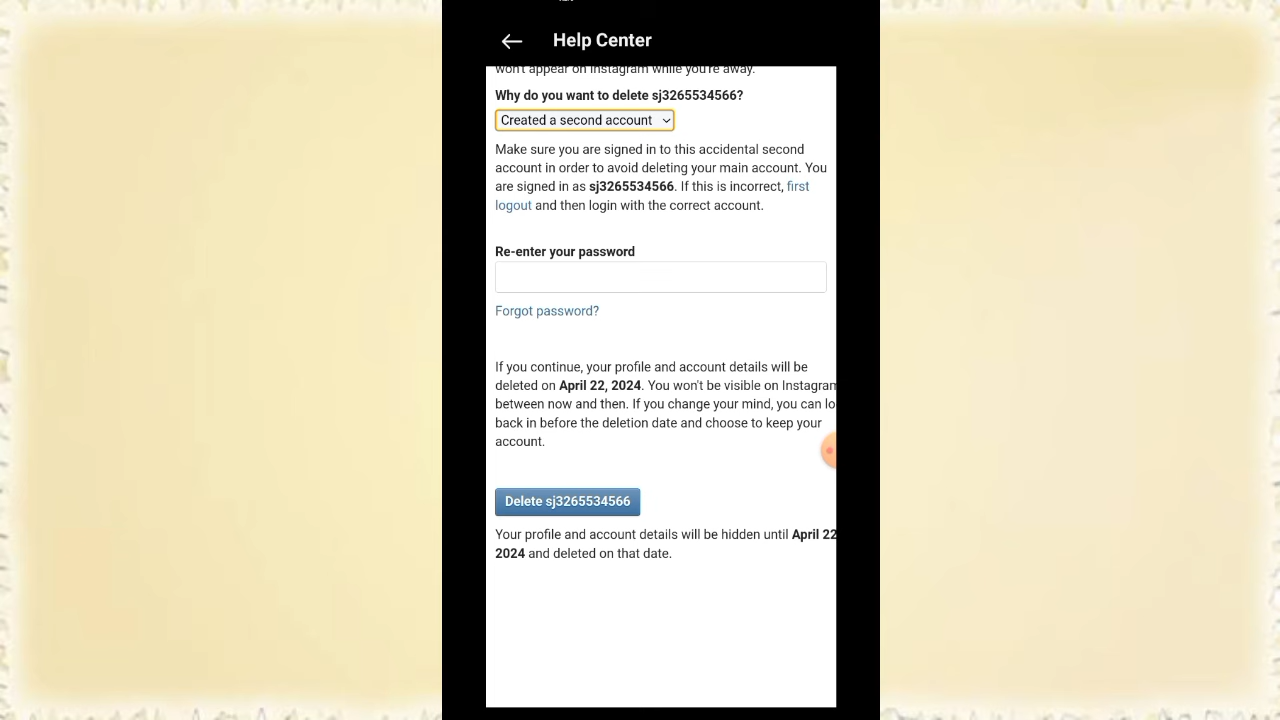 Help Center
won't appear on Instagram while you're away.
Why do you want to delete sj3265534566?
Created a second account
Make sure you are signed in to this accidental second
account in order to avoid deleting your main account. You
are signed in as sj3265534566. If this is incorrect, first
logout and then login with the correct account.
Re-enter your password
Forgot password?
If you continue, your profile and account details will be
deleted on April 22, 2024. You won't be visible on Instagram
between now and then. If you change your mind, you can lo
back in before the deletion date and choose to keep your
account.
Delete sj3265534566
Your profile and account details will be hidden until April 22
2024 and deleted on that date.